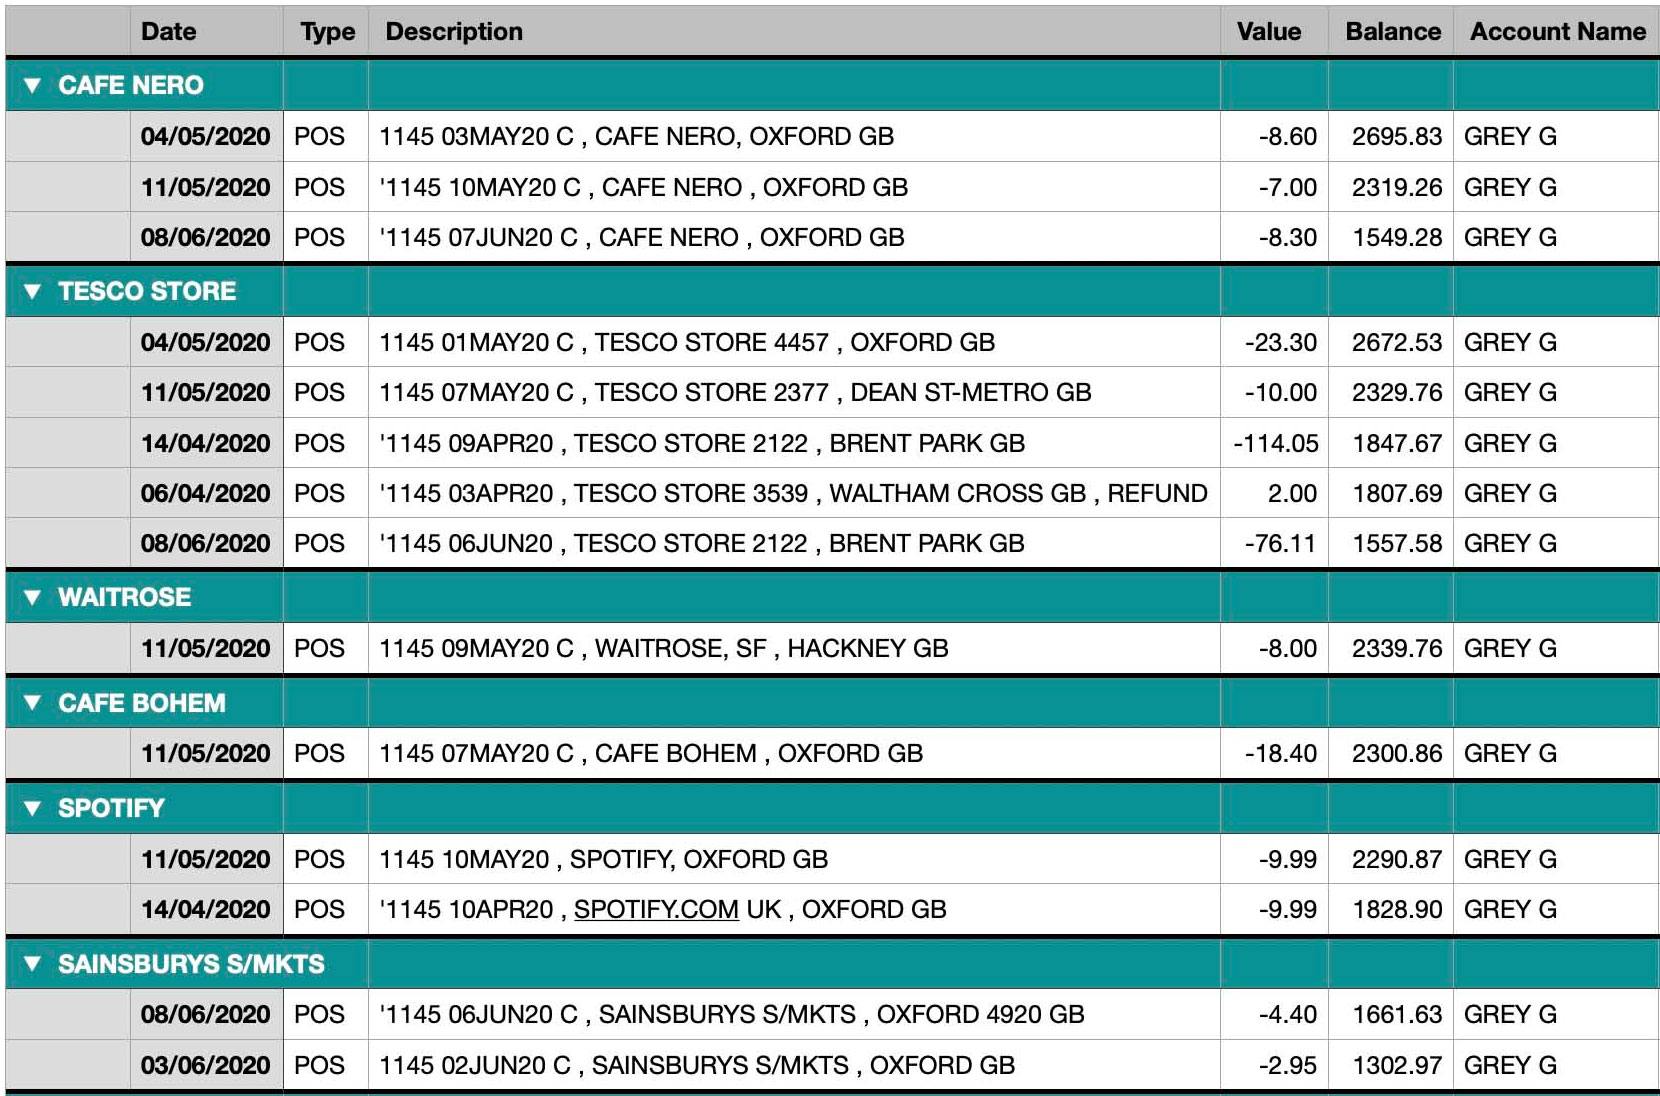 Date Type Description Value Balance Account Name
▼ CAFE NERO
04/05/2020 POS 1145 03MAY20 C , CAFE NERO, OXFORD GB -8.60 2695.83 GREY G
11/05/2020 POS '1145 10MAY20 C , CAFE NERO , OXFORD GB -7.00 2319.26 GREY G
08/06/2020 POS '1145 07JUN20 C , CAFE NERO , OXFORD GB -8.30 1549.28 GREY G
▼ TESCO STORE
04/05/2020 POS 1145 01MAY20 C , TESCO STORE 4457 , OXFORD GB -23.30 2672.53 GREY G
11/05/2020 POS 1145 07MAY20 C , TESCO STORE 2377 , DEAN ST-METRO GB -10.00 2329.76 GREY G
14/04/2020 POS '1145 09APR20 , TESCO STORE 2122 , BRENT PARK GB -114.05 1847.67 GREY G
06/04/2020 POS '1145 03APR20 , TESCO STORE 3539 , WALTHAM CROSS GB , REFUND 2.00 1807.69 GREY G
08/06/2020 POS '1145 06JUN20 , TESCO STORE 2122 , BRENT PARK GB -76.11 1557.58 GREY G
▼ WAITROSE
11/05/2020 POS 1145 09MAY20 C , WAITROSE, SF , HACKNEY GB -8.00 2339.76 GREY G
▼ CAFE BOHEM
11/05/2020 POS 1145 07MAY20 C , CAFE BOHEM , OXFORD GB -18.40 2300.86 GREY G
▼ SPOTIFY
11/05/2020 POS 1145 10MAY20 , SPOTIFY, OXFORD GB -9.99 2290.87 GREY G
14/04/2020 POS '1145 10APR20 , SPOTIFY.COM UK , OXFORD GB -9.99 1828.90 GREY G
▼ SAINSBURYS S/MKTS
08/06/2020 POS '1145 06JUN20 C , SAINSBURYS S/MKTS , OXFORD 4920 GB -4.40 1661.63 GREY G
03/06/2020 POS 1145 02JUN20 C , SAINSBURYS S/MKTS , OXFORD GB -2.95 1302.97 GREY G